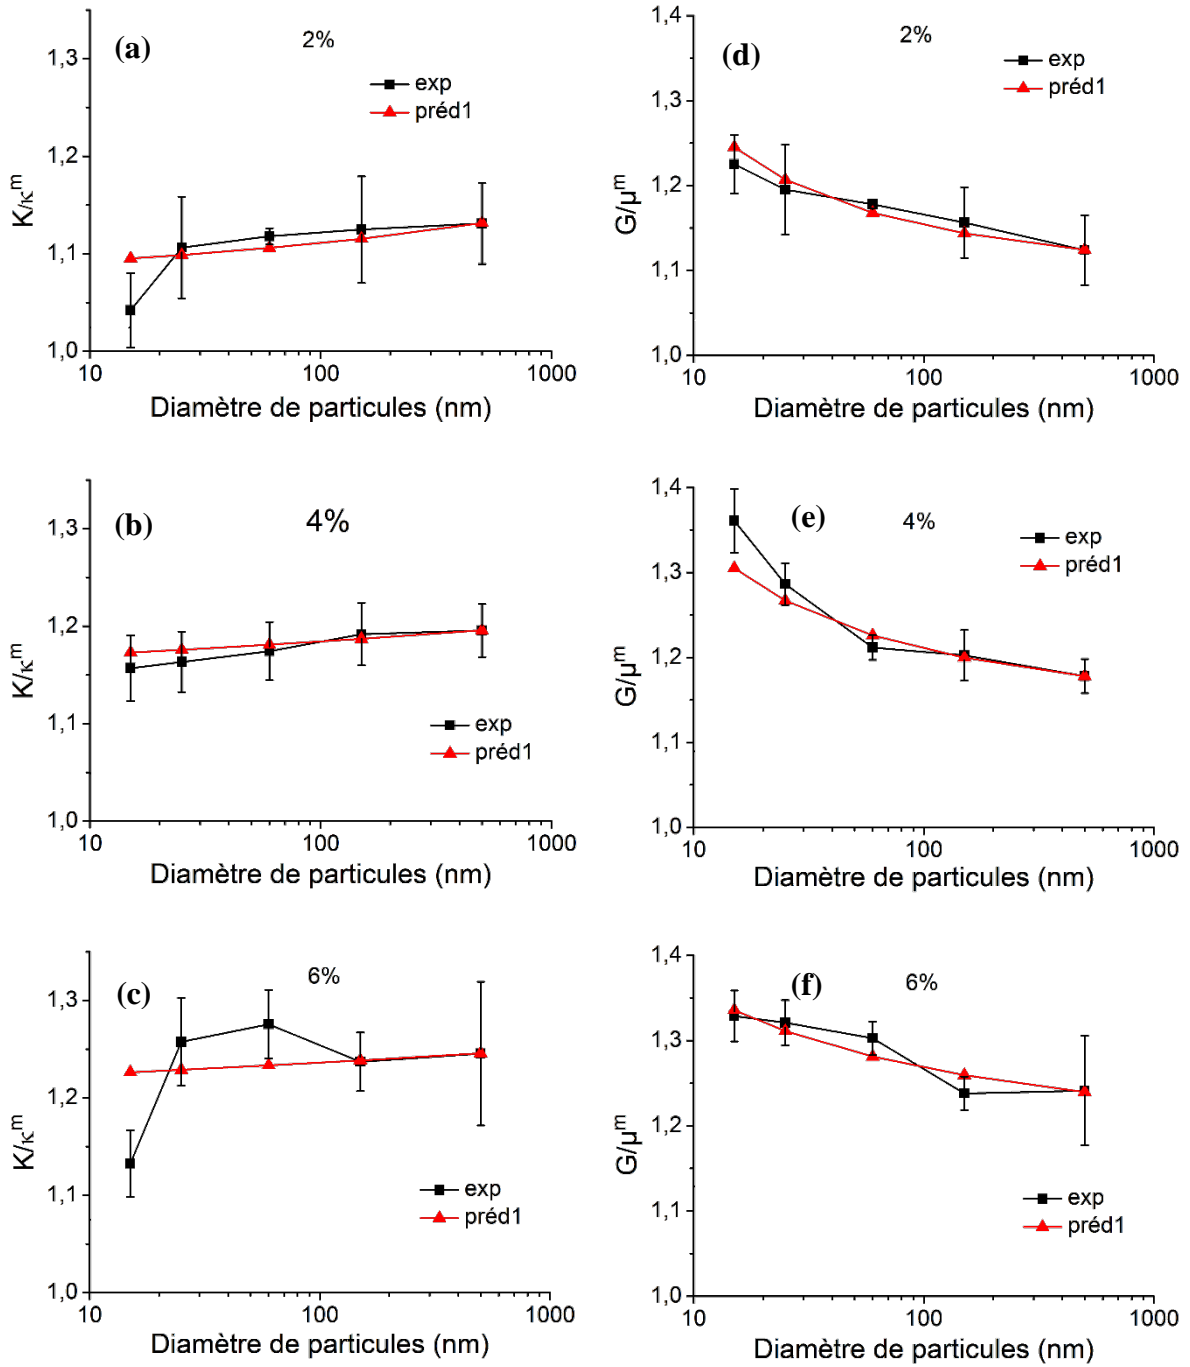 (a)
2%
exp
préd1
1,3
1,2
1,1
1,0
K/κᵐ
10
100
1000
Diamètre de particules (nm)
(d)
2%
exp
préd1
1,4
1,3
1,2
1,1
1,0
G/μᵐ
10
100
1000
Diamètre de particules (nm)
(b)
4%
exp
préd1
1,3
1,2
1,1
1,0
K/κᵐ
10
100
1000
Diamètre de particules (nm)
(e)
4%
exp
préd1
1,4
1,3
1,2
1,1
1,0
G/μᵐ
10
100
1000
Diamètre de particules (nm)
(c)
6%
exp
préd1
1,3
1,2
1,1
1,0
K/κᵐ
10
100
1000
Diamètre de particules (nm)
(f)
6%
exp
préd1
1,4
1,3
1,2
1,1
1,0
G/μᵐ
10
100
1000
Diamètre de particules (nm)